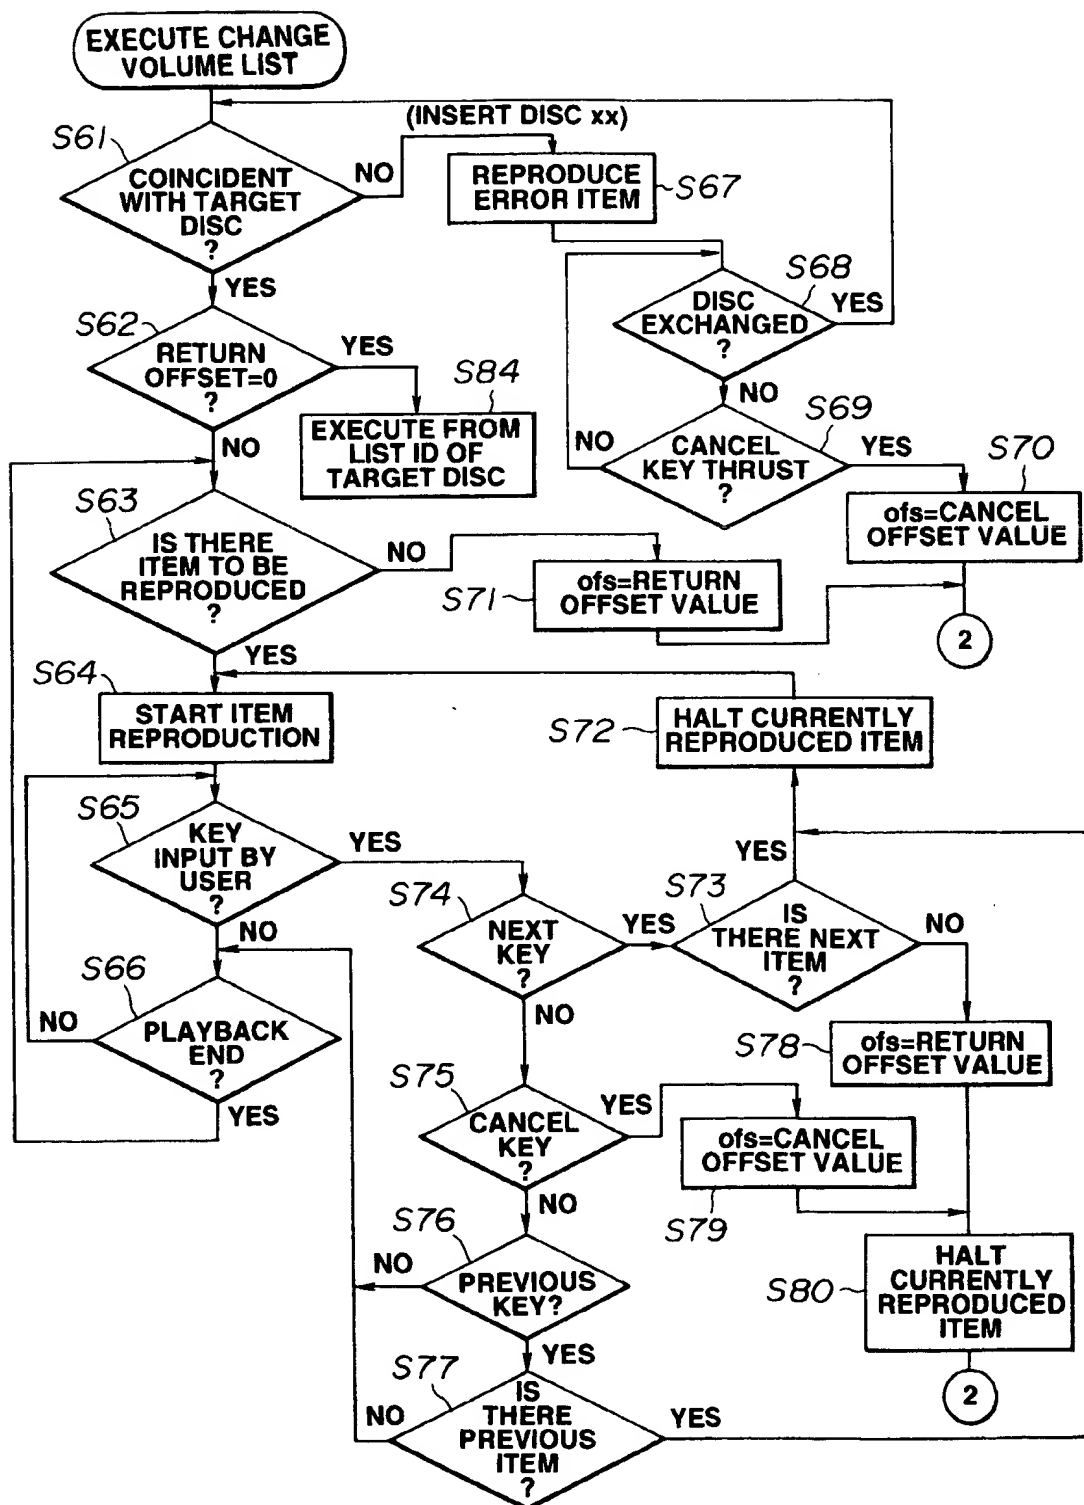 EXECUTE CHANGE
VOLUME LIST
(INSERT DISC xx)
S61
COINCIDENT
WITH TARGET
DISC
?
NO
YES
REPRODUCE
ERROR ITEM
S67
S68
DISC
EXCHANGED
?
YES
NO
S62
RETURN
OFFSET=0
?
YES
NO
S84
EXECUTE FROM
LIST ID OF
TARGET DISC
S69
CANCEL
KEY THRUST
?
NO
YES
S70
ofs=CANCEL
OFFSET VALUE
2
S63
IS THERE
ITEM TO BE
REPRODUCED
?
NO
YES
S71
ofs=RETURN
OFFSET VALUE
S64
START ITEM
REPRODUCTION
S72
HALT CURRENTLY
REPRODUCED ITEM
S65
KEY
INPUT BY
USER
?
YES
NO
S74
NEXT
KEY
?
YES
NO
S73
IS
THERE NEXT
ITEM
?
YES
NO
S66
PLAYBACK
END
?
NO
YES
S78
ofs=RETURN
OFFSET VALUE
S75
CANCEL
KEY
?
YES
NO
ofs=CANCEL
OFFSET VALUE
S79
S76
PREVIOUS
KEY?
NO
YES
S80
HALT
CURRENTLY
REPRODUCED
ITEM
2
S77
IS
THERE
PREVIOUS
ITEM
?
NO
YES